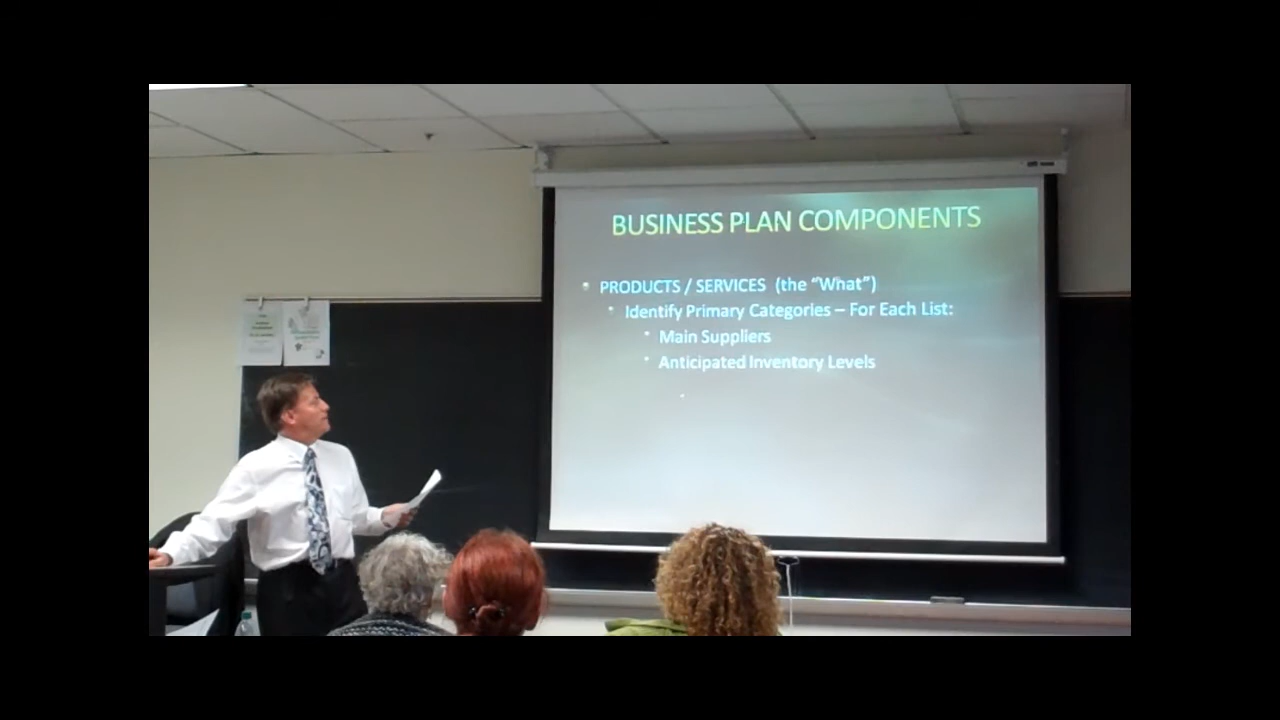 BUSINESS PLAN COMPONENTS
PRODUCTS / SERVICES (the “What”)
Identify Primary Categories – For Each List:
Main Suppliers
Anticipated Inventory Levels